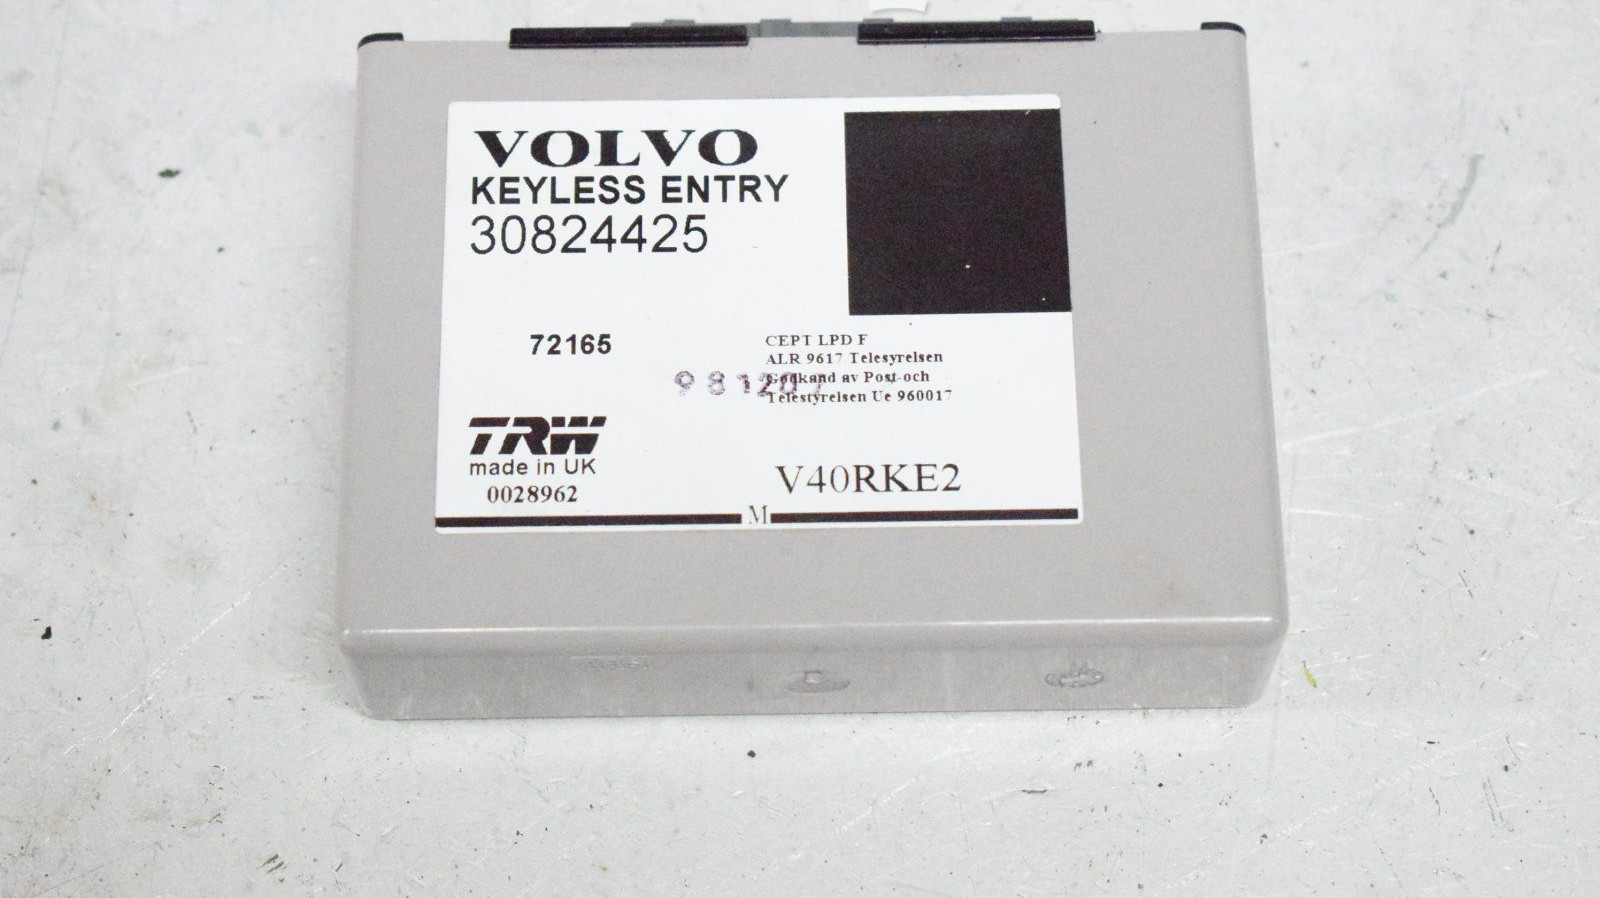 VOLVO
KEYLESS ENTRY
30824425
72165
CEPT LPD F
ALR 9617 Telesyrelsen
Godkand av Post-och
Telestyrelsen Ue 960017
981207
TRW
made in UK
0028962
V40RKE2
M